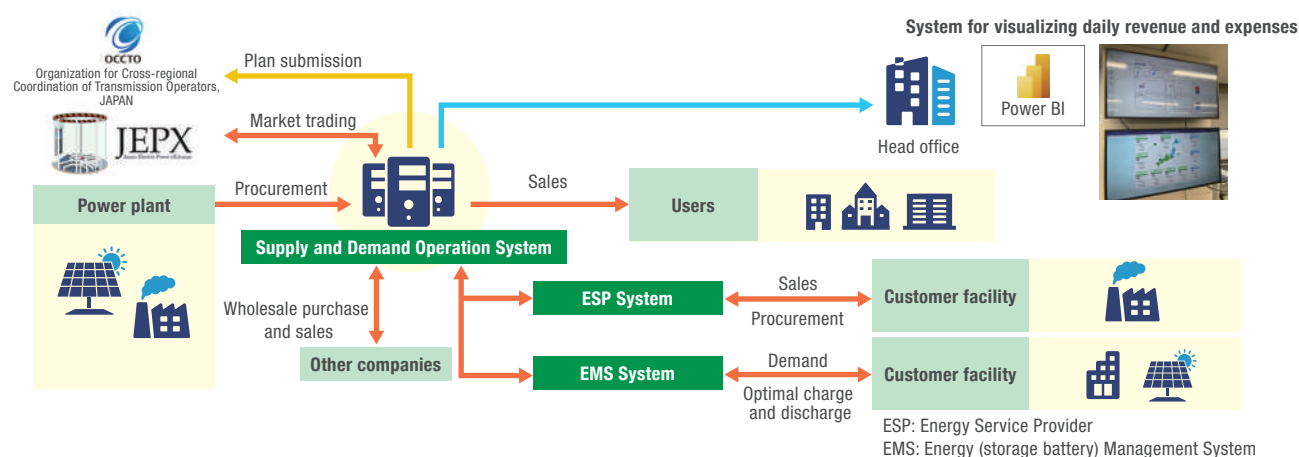 System for visualizing daily revenue and expenses
OCCTO
Organization for Cross-regional
Coordination of Transmission Operators,
JAPAN
Plan submission
JEPX
Market trading
Power BI
Head office
Power plant
Procurement
Sales
Users
Supply and Demand Operation System
Wholesale purchase
and sales
Other companies
ESP System
Sales
Procurement
Customer facility
EMS System
Demand
Optimal charge
and discharge
Customer facility
ESP: Energy Service Provider
EMS: Energy (storage battery) Management System